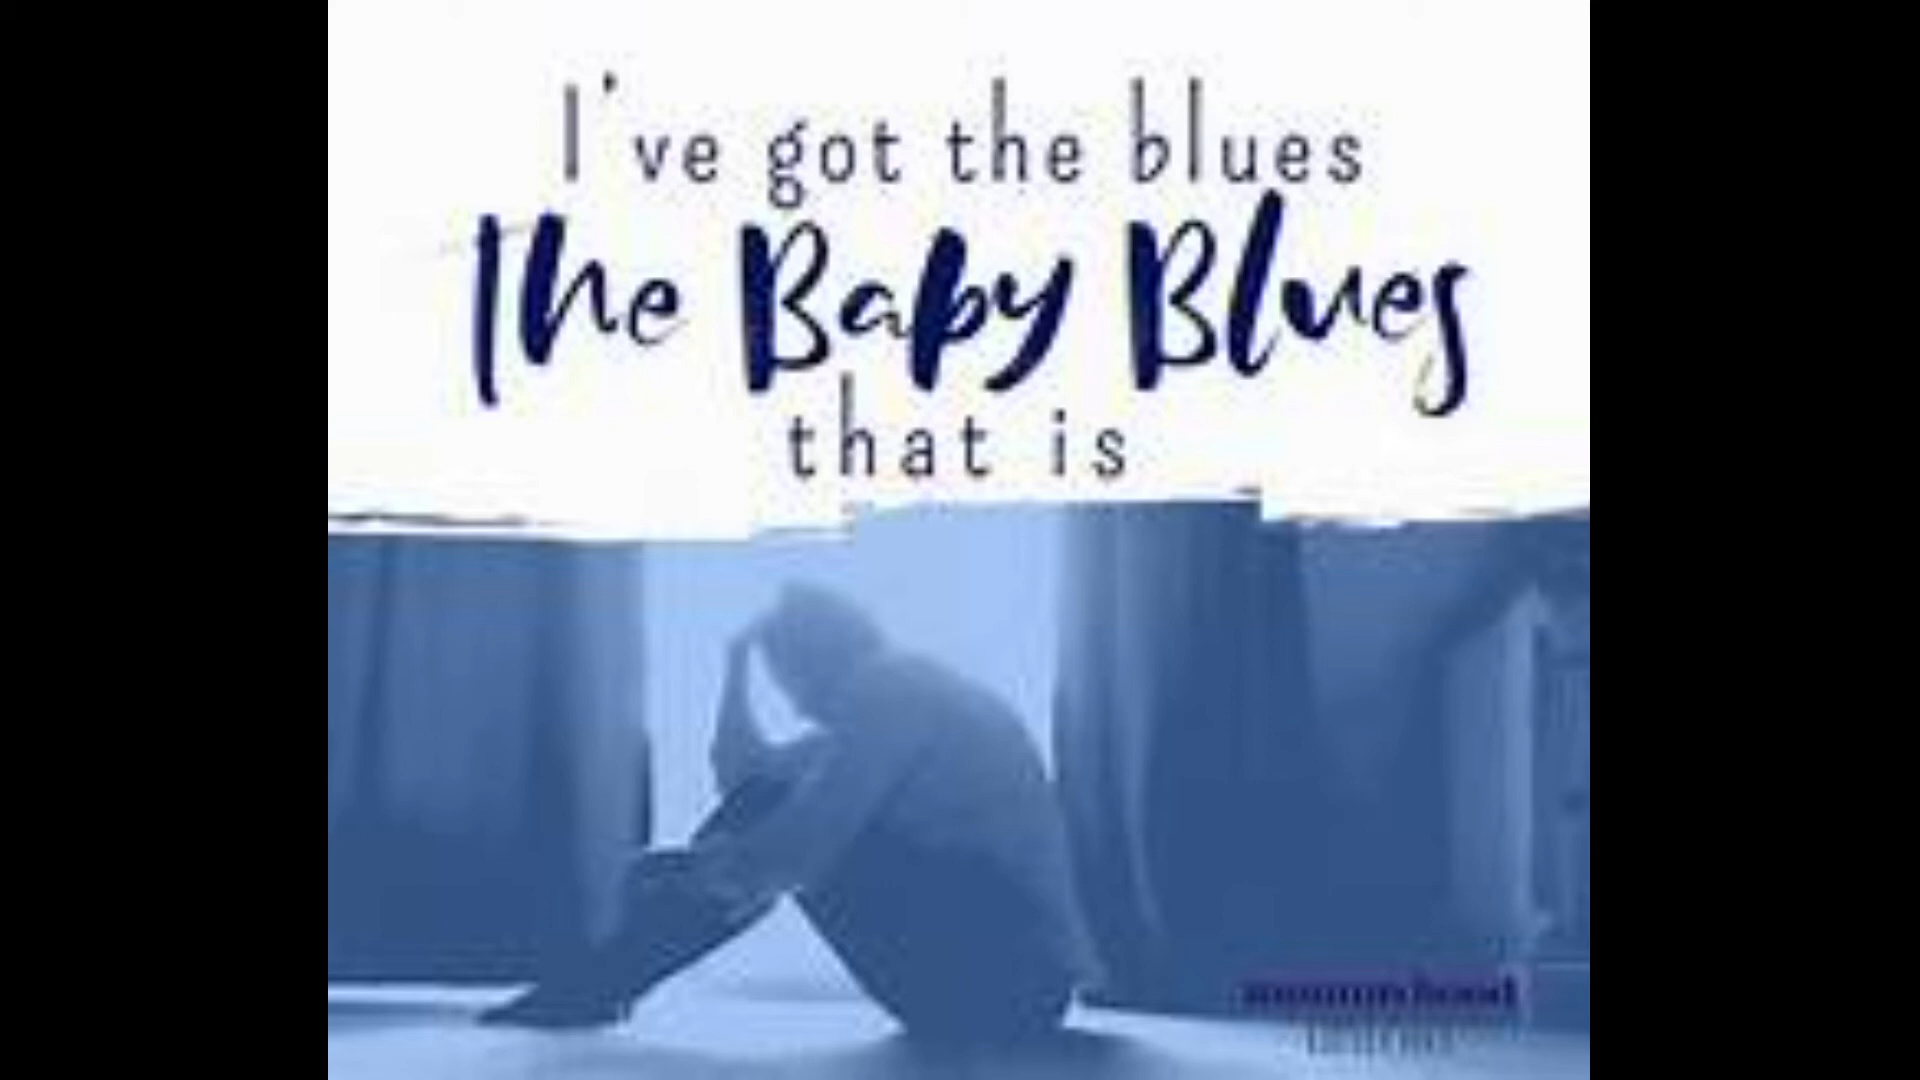 I've got the blues
The Baby Blues
that is